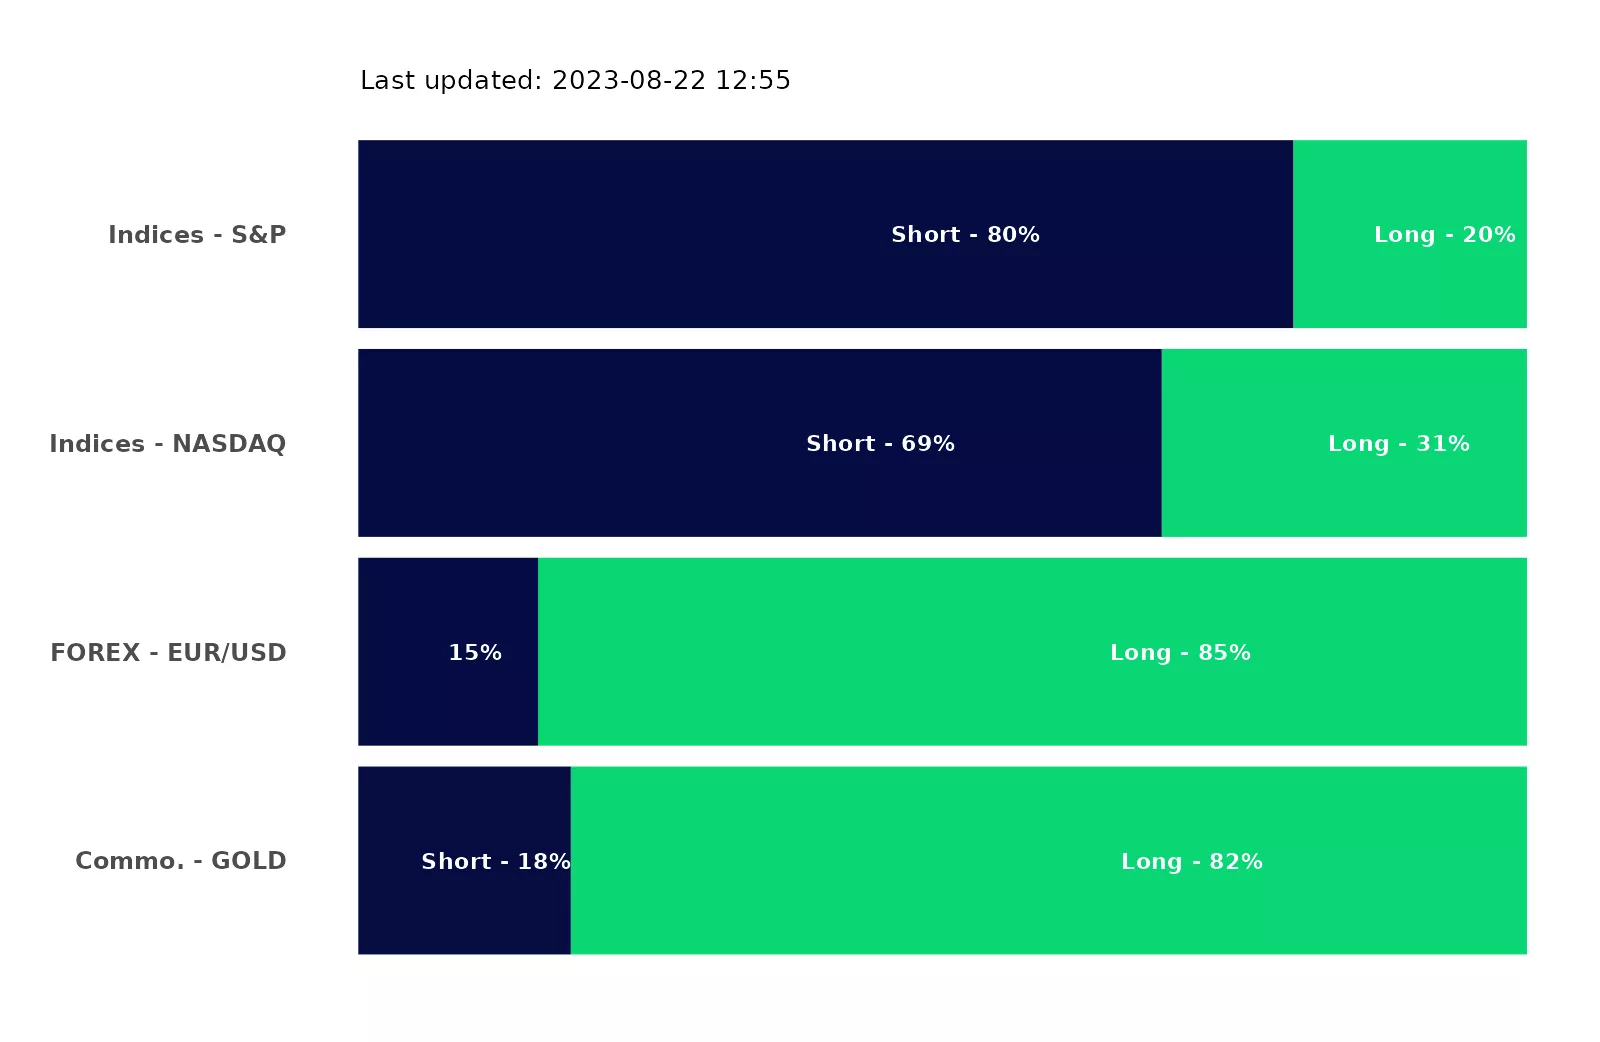 Last updated: 2023-08-22 12:55
Indices - S&P Short - 80% Long - 20%
Indices - NASDAQ Short - 69% Long - 31%
FOREX - EUR/USD 15% Long - 85%
Commo. - GOLD Short - 18% Long - 82%